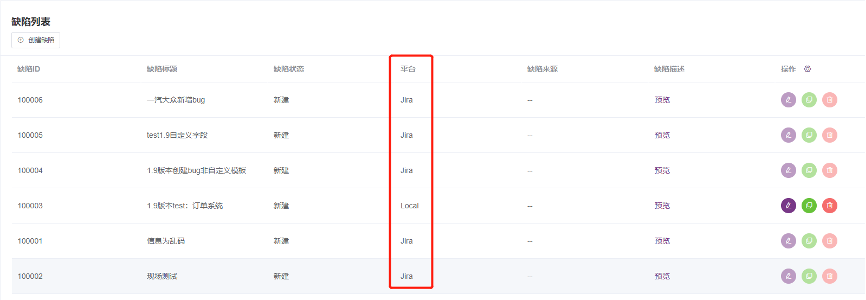 缺陷列表
创建缺陷
缺陷ID 缺陷标题 缺陷状态 平台 缺陷来源 缺陷描述 操作
100006 一汽大众新增bug 新建 Jira -- 预览
100005 test1.9自定义字段 新建 Jira -- 预览
100004 1.9版本创建bug非自定义模板 新建 Jira -- 预览
100003 1.9版本test：订单系统 新建 Local -- 预览
100001 信息为乱码 新建 Jira -- 预览
100002 现场测试 新建 Jira -- 预览